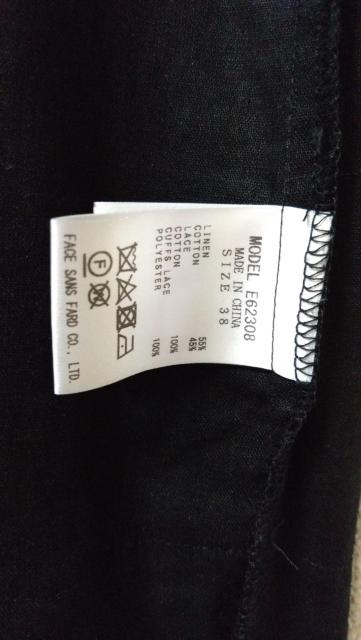 MODEL E62308
MADE IN CHINA
SIZE 38
LINEN 55%
COTTON 45%
LACE
COTTON 100%
CUFFS LACE
POLYESTER 100%
F W
FACE SANS FARD CO., LTD.